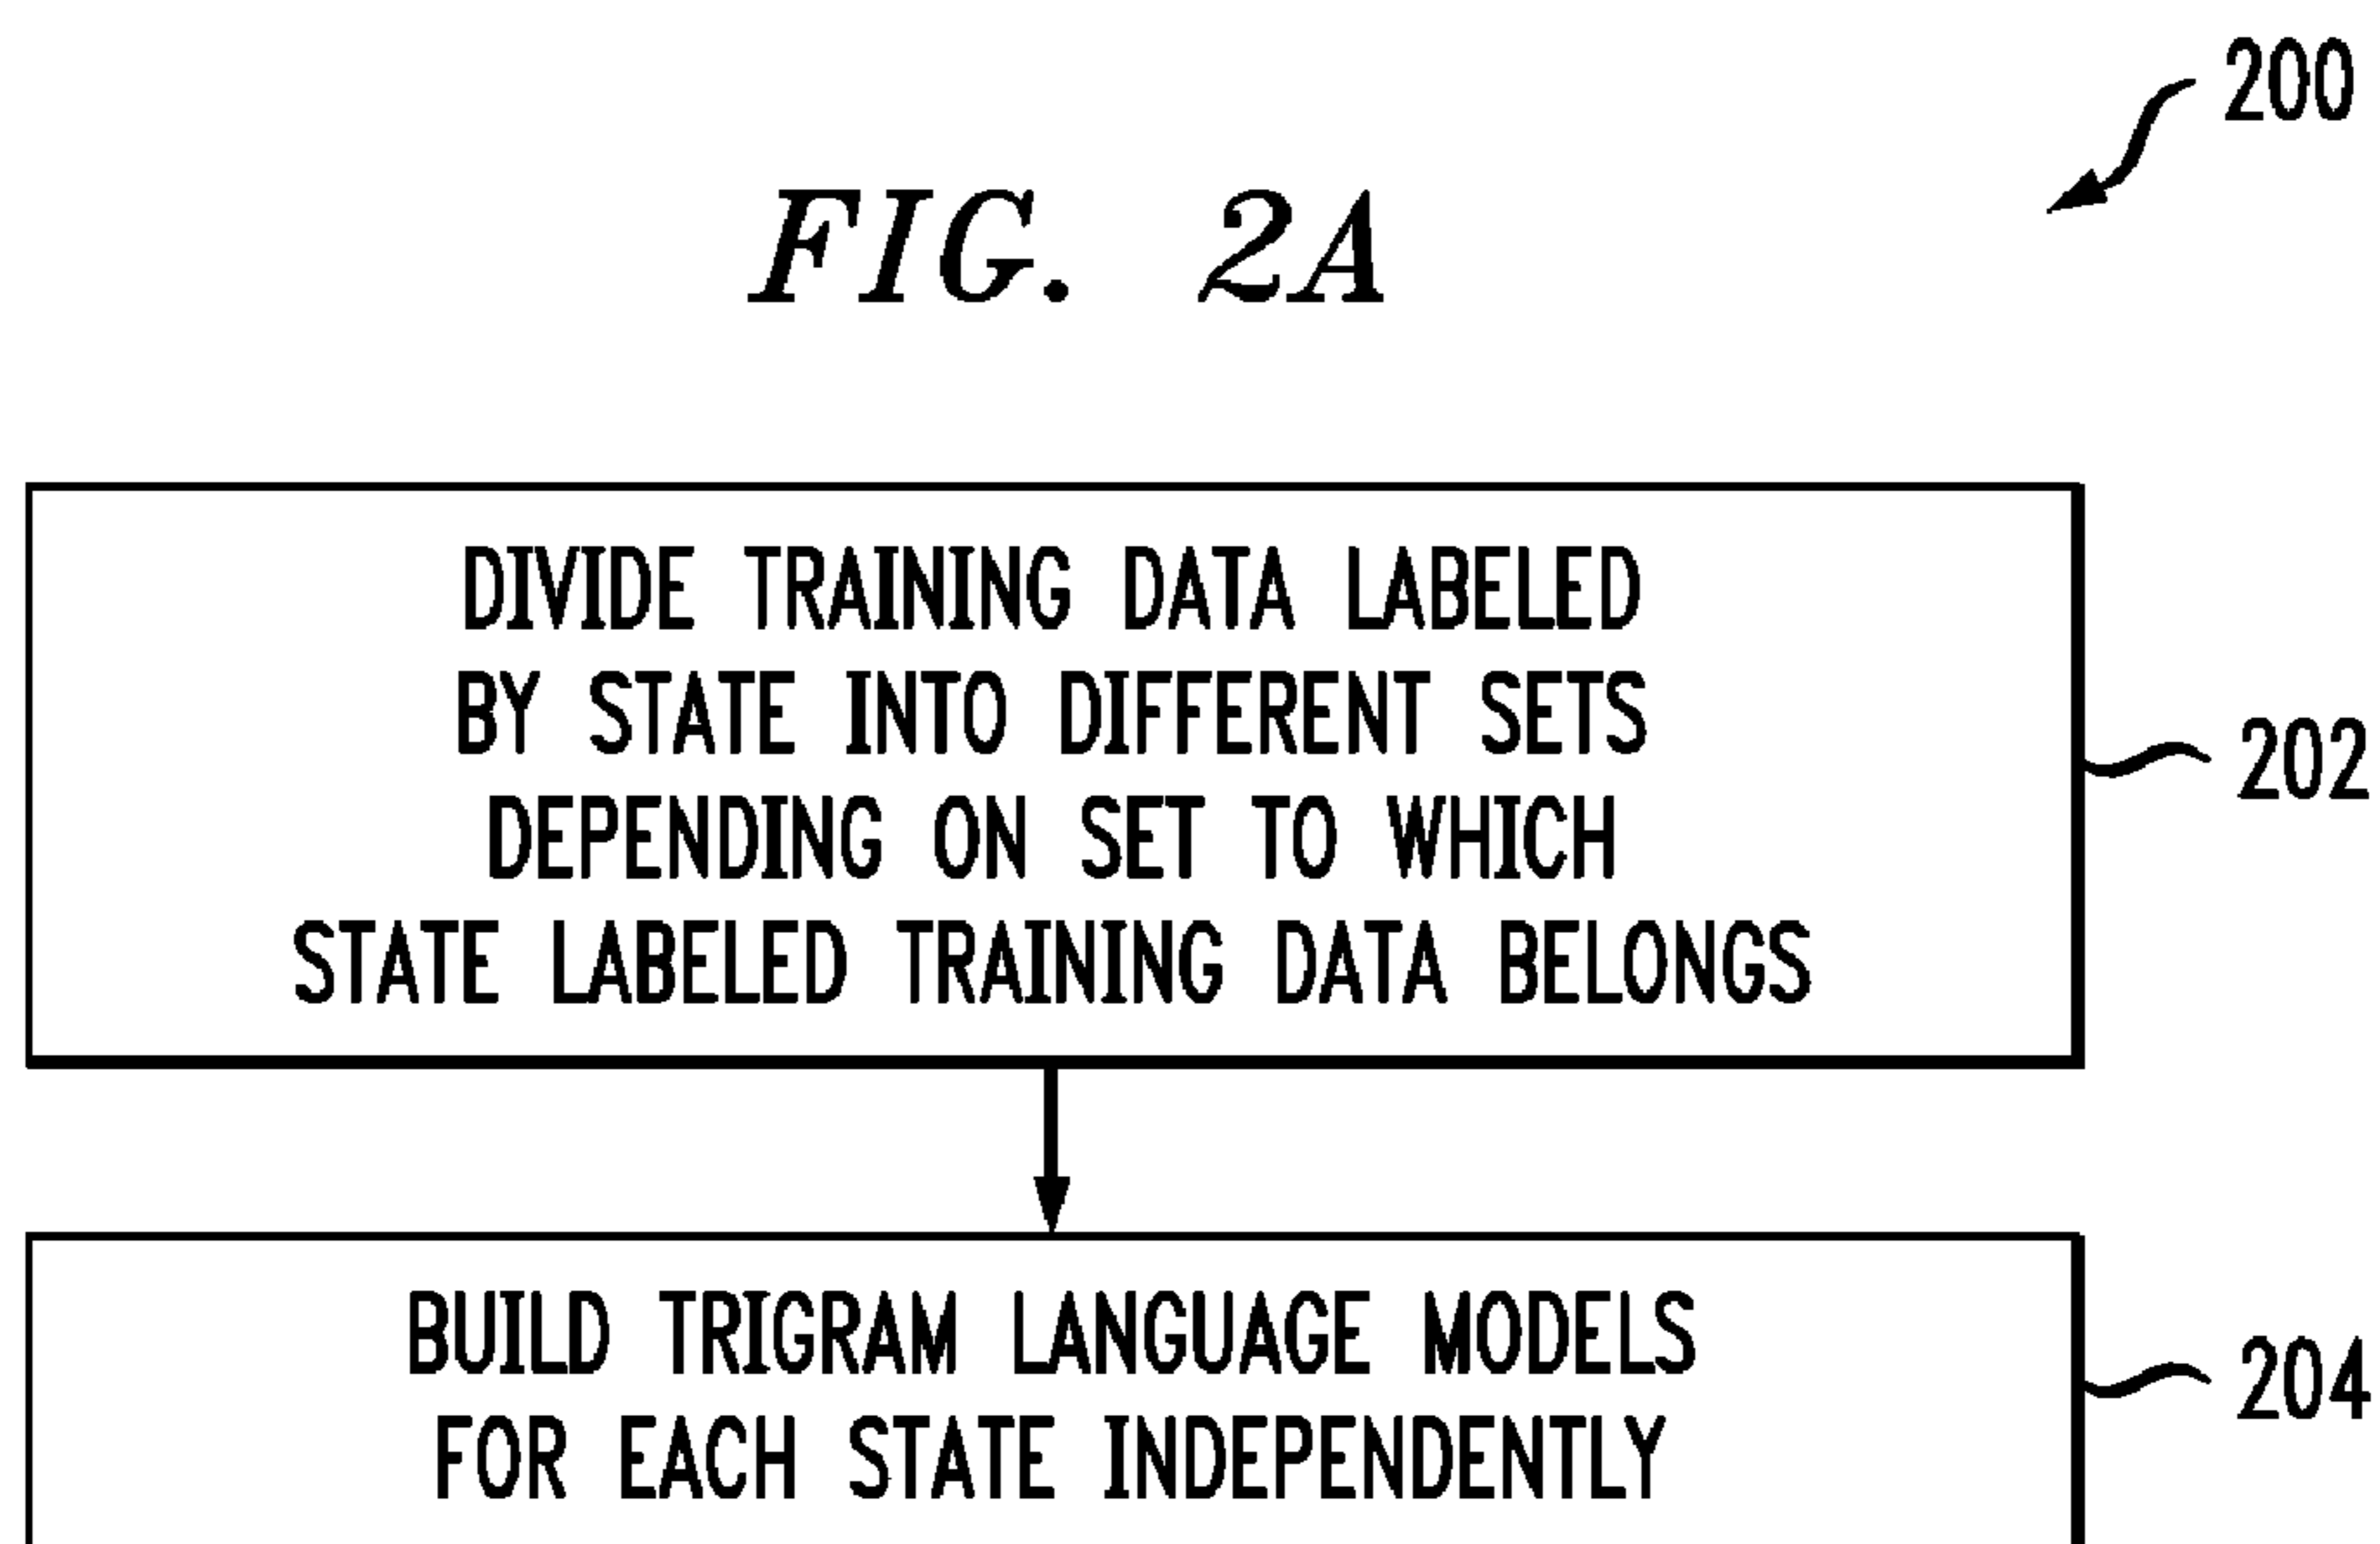 200
FIG. 2A
DIVIDE TRAINING DATA LABELED
BY STATE INTO DIFFERENT SETS
DEPENDING ON SET TO WHICH
STATE LABELED TRAINING DATA BELONGS
202
BUILD TRIGRAM LANGUAGE MODELS
FOR EACH STATE INDEPENDENTLY
204